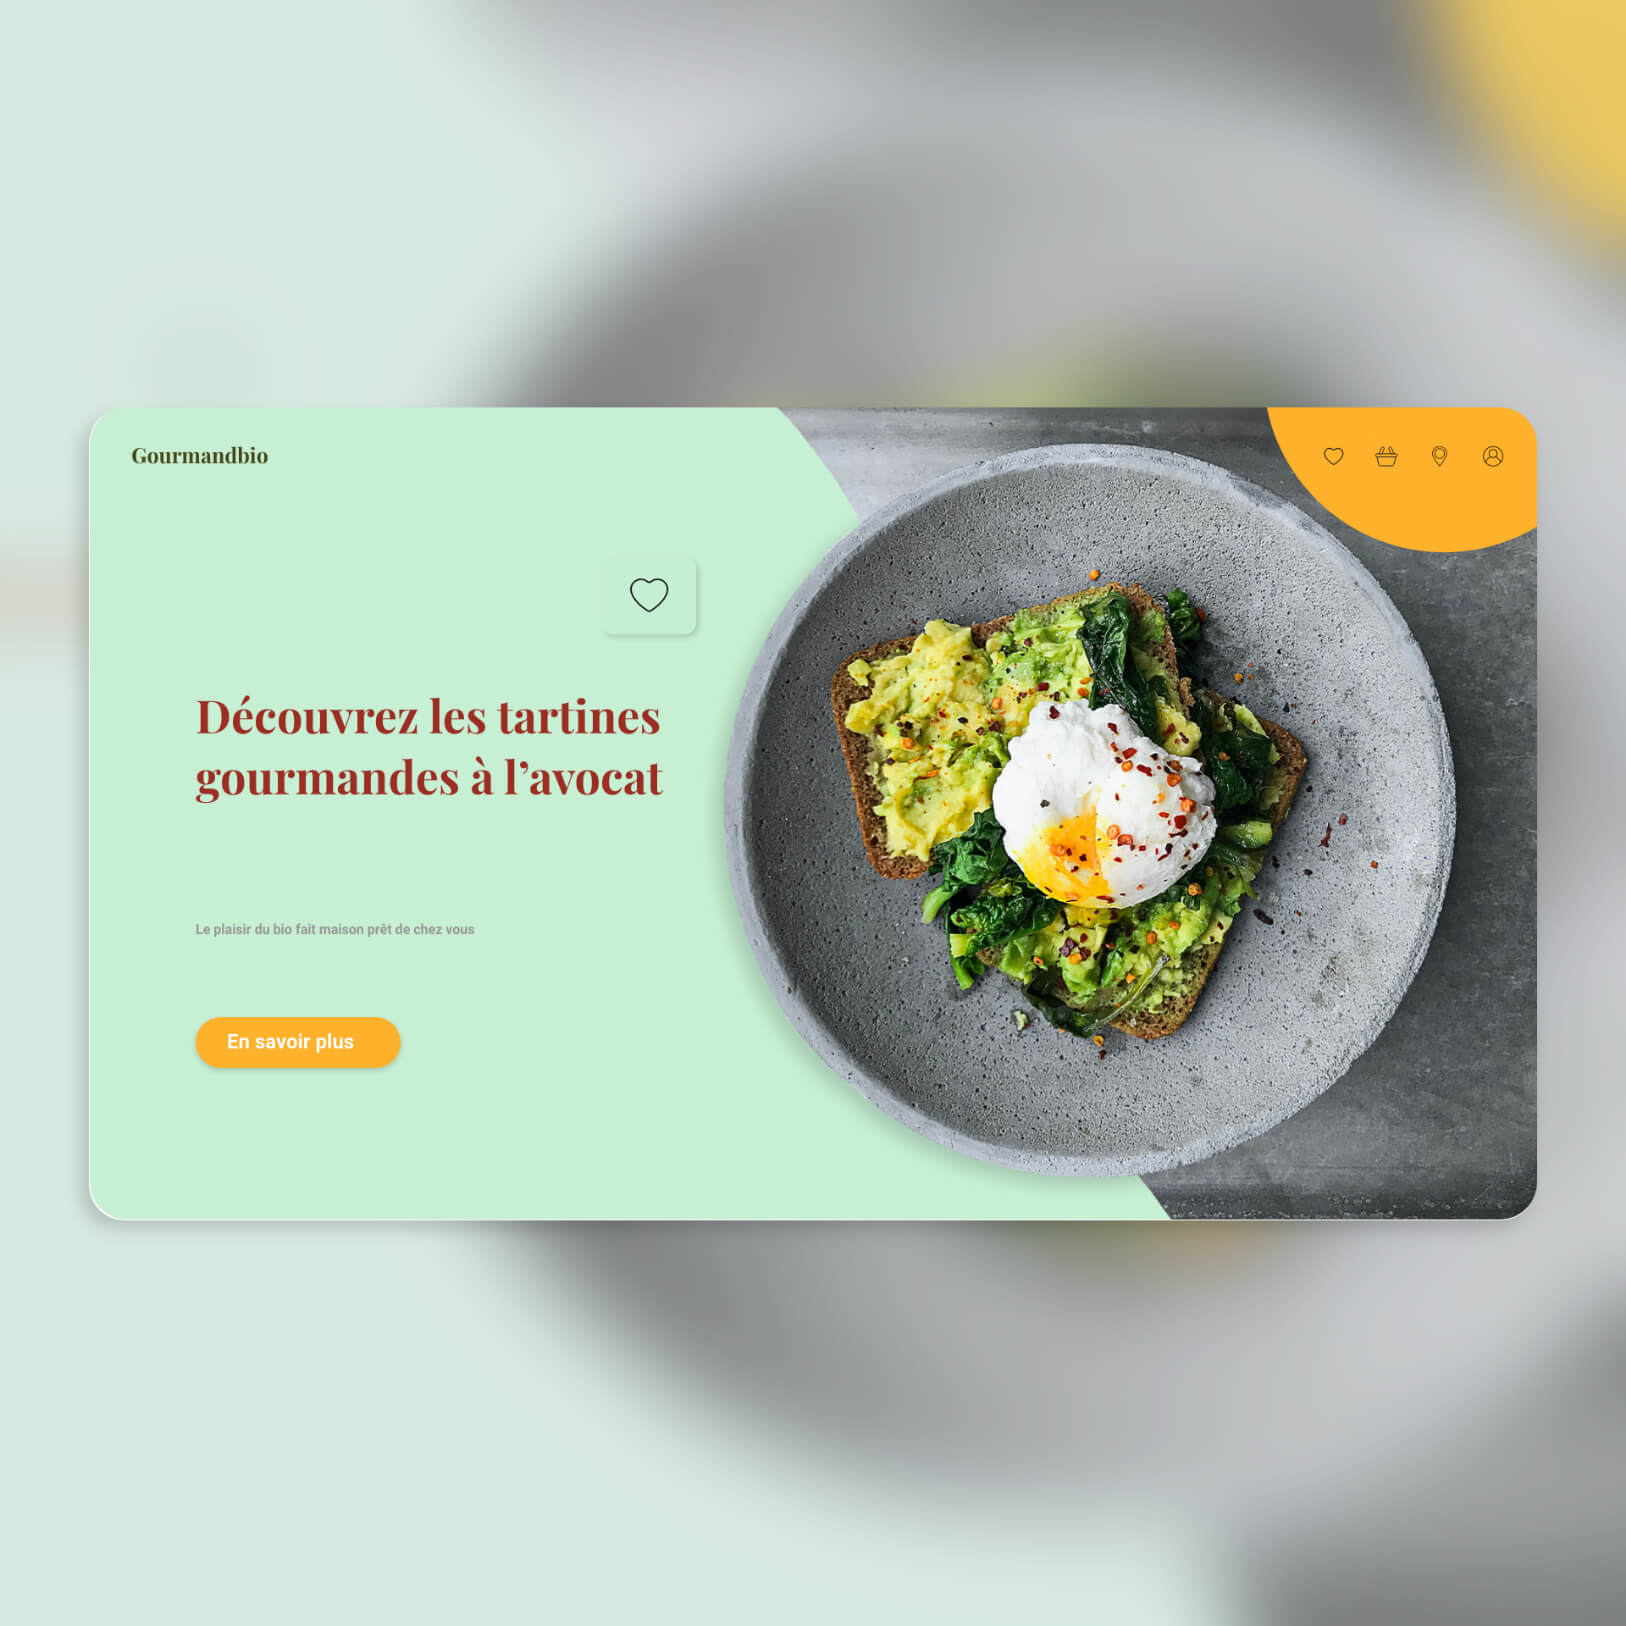 Gourmandbio
Découvrez les tartines
gourmandes à l’avocat
Le plaisir du bio fait maison prêt de chez vous
En savoir plus